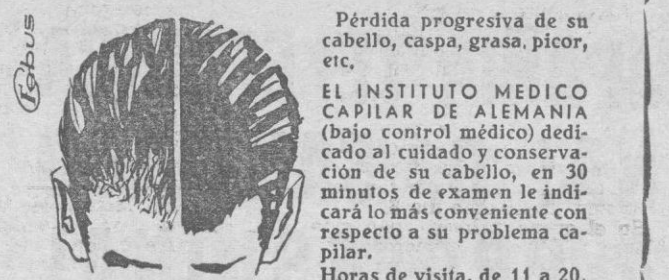 Febus
Pérdida progresiva de su
cabello, caspa, grasa, picor,
etc.
EL INSTITUTO MEDICO
CAPILAR DE ALEMANIA
(bajo control médico) dedi-
cado al cuidado y conserva-
ción de su cabello, en 30
minutos de examen le indi-
cará lo más conveniente con
respecto a su problema ca-
pilar.
Horas de visita, de 11 a 20.